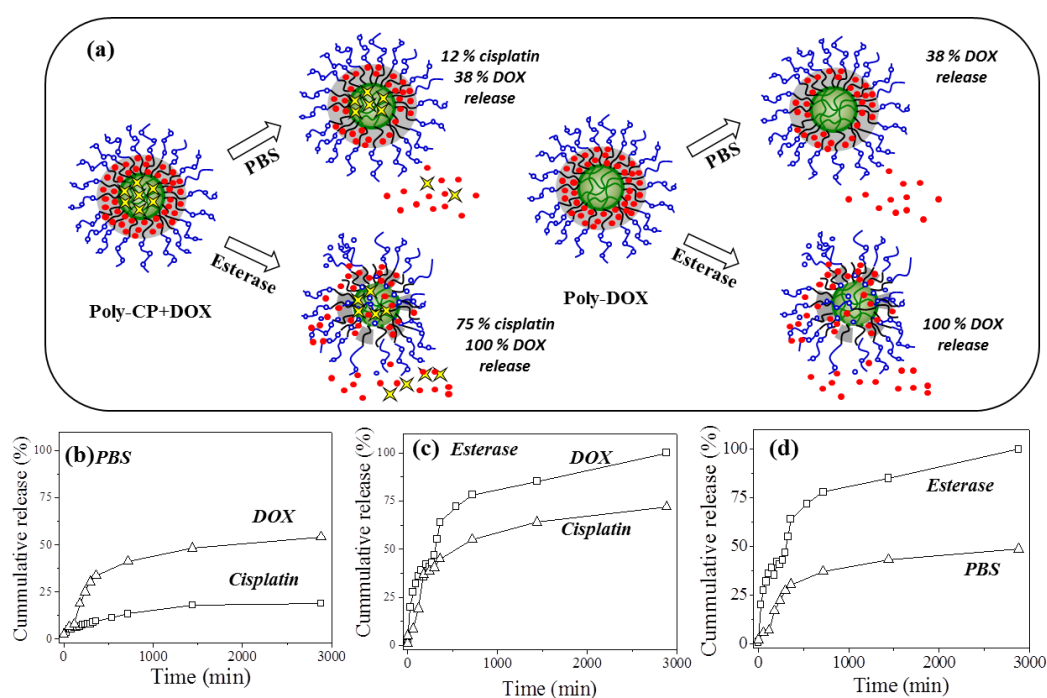 (a)
12 % cisplatin
38 % DOX
release
PBS
Esterase
Poly-CP+DOX
75 % cisplatin
100 % DOX
release
38 % DOX
release
PBS
Esterase
Poly-DOX
100 % DOX
release
(b) PBS
DOX
Cisplatin
Cummulative release (%)
100
75
50
25
0
0 1000 2000 3000
Time (min)
(c) Esterase
DOX
Cisplatin
Cummulative release (%)
100
75
50
25
0
0 1000 2000 3000
Time (min)
(d)
Esterase
PBS
Cummulative release (%)
100
75
50
25
0
0 1000 2000 3000
Time (min)